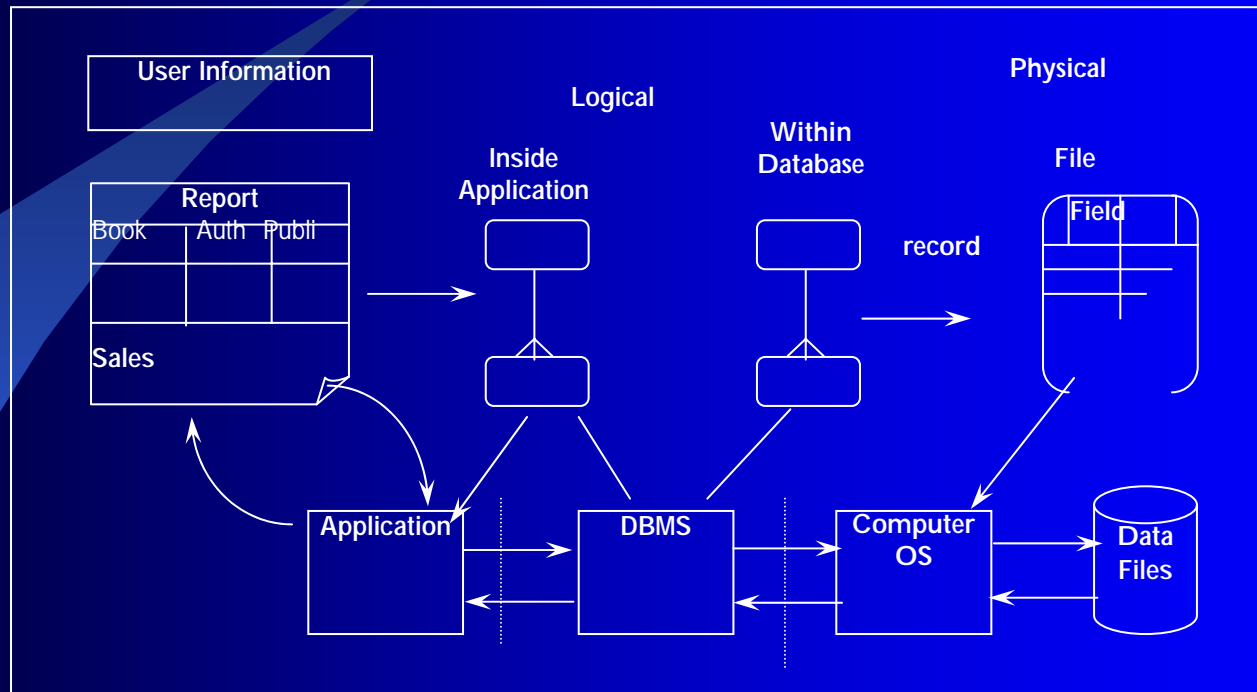 User Information
Physical
Logical
Within
Database
Inside
Application
File
Report
Book Auth Publi
Field
record
Sales
Application
DBMS
Computer
OS
Data
Files